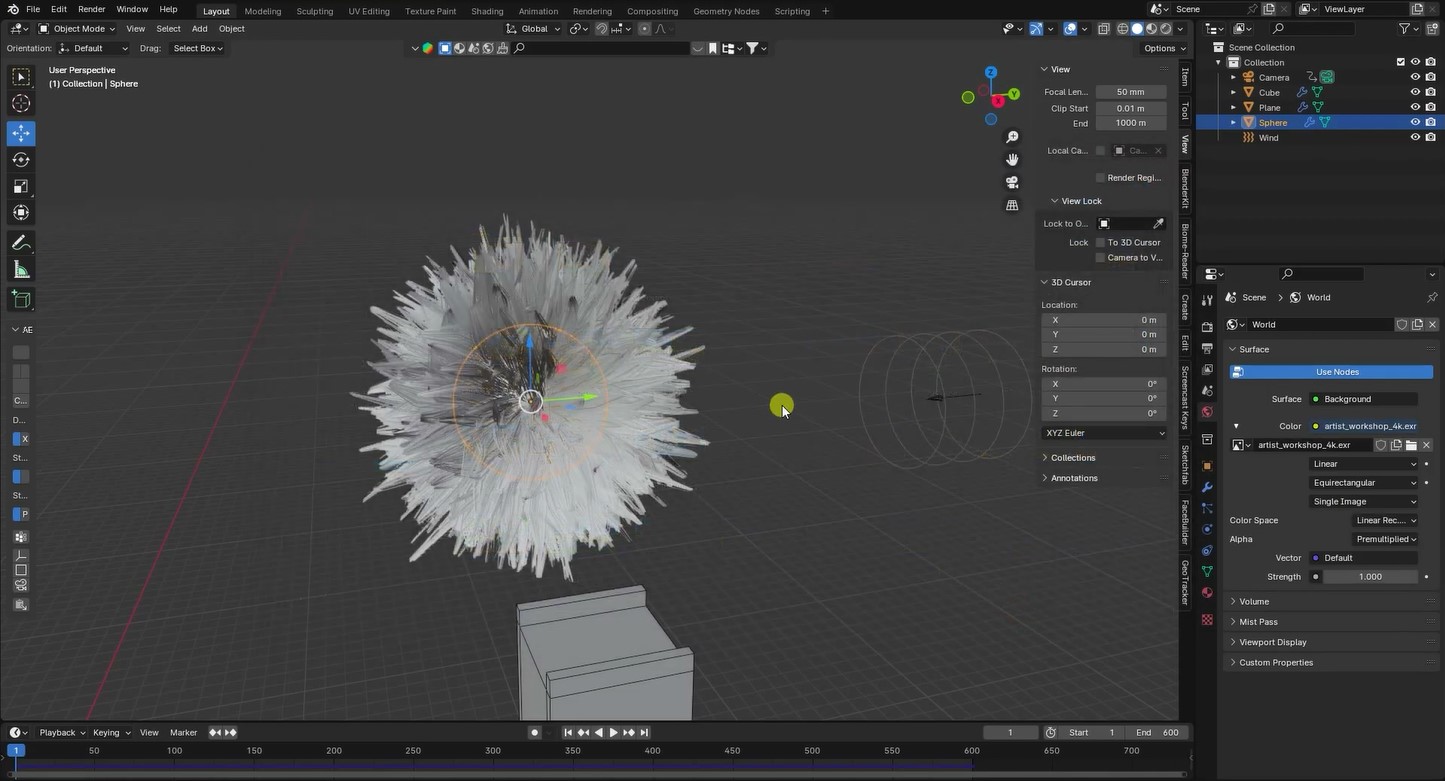 File Edit Render Window Help
Layout Modeling Sculpting UV Editing Texture Paint Shading Animation Rendering Compositing Geometry Nodes Scripting +
Scene
ViewLayer
Object Mode View Select Add Object
Global
Orientation: Default Drag: Select Box
Options
User Perspective
(1) Collection | Sphere
Z
Y
X
AE
C...
D...
X
St...
St...
P
View
Focal Len... 50 mm
Clip Start 0.01 m
End 1000 m
Local Ca... Ca...
Render Regi...
View Lock
Lock to O...
Lock To 3D Cursor
Camera to V...
3D Cursor
Location:
X 0 m
Y 0 m
Z 0 m
Rotation:
X 0°
Y 0°
Z 0°
XYZ Euler
Collections
Annotations
Item
Tool
View
BlenderKit
Biome-Reader
Create
Edit
Screencast Keys
Sketchfab
FaceBuilder
GeoTracker
Scene Collection
Collection
Camera
Cube
Plane
Sphere
Wind
Scene World
World
Surface
Use Nodes
Surface Background
Color artist_workshop_4k.exr
artist_workshop_4k.exr
Linear
Equirectangular
Single Image
Color Space Linear Rec....
Alpha Premultiplied
Vector Default
Strength 1.000
Volume
Mist Pass
Viewport Display
Custom Properties
Playback Keying View Marker
1 Start 1 End 600
1 50 100 150 200 250 300 350 400 450 500 550 600 650 700